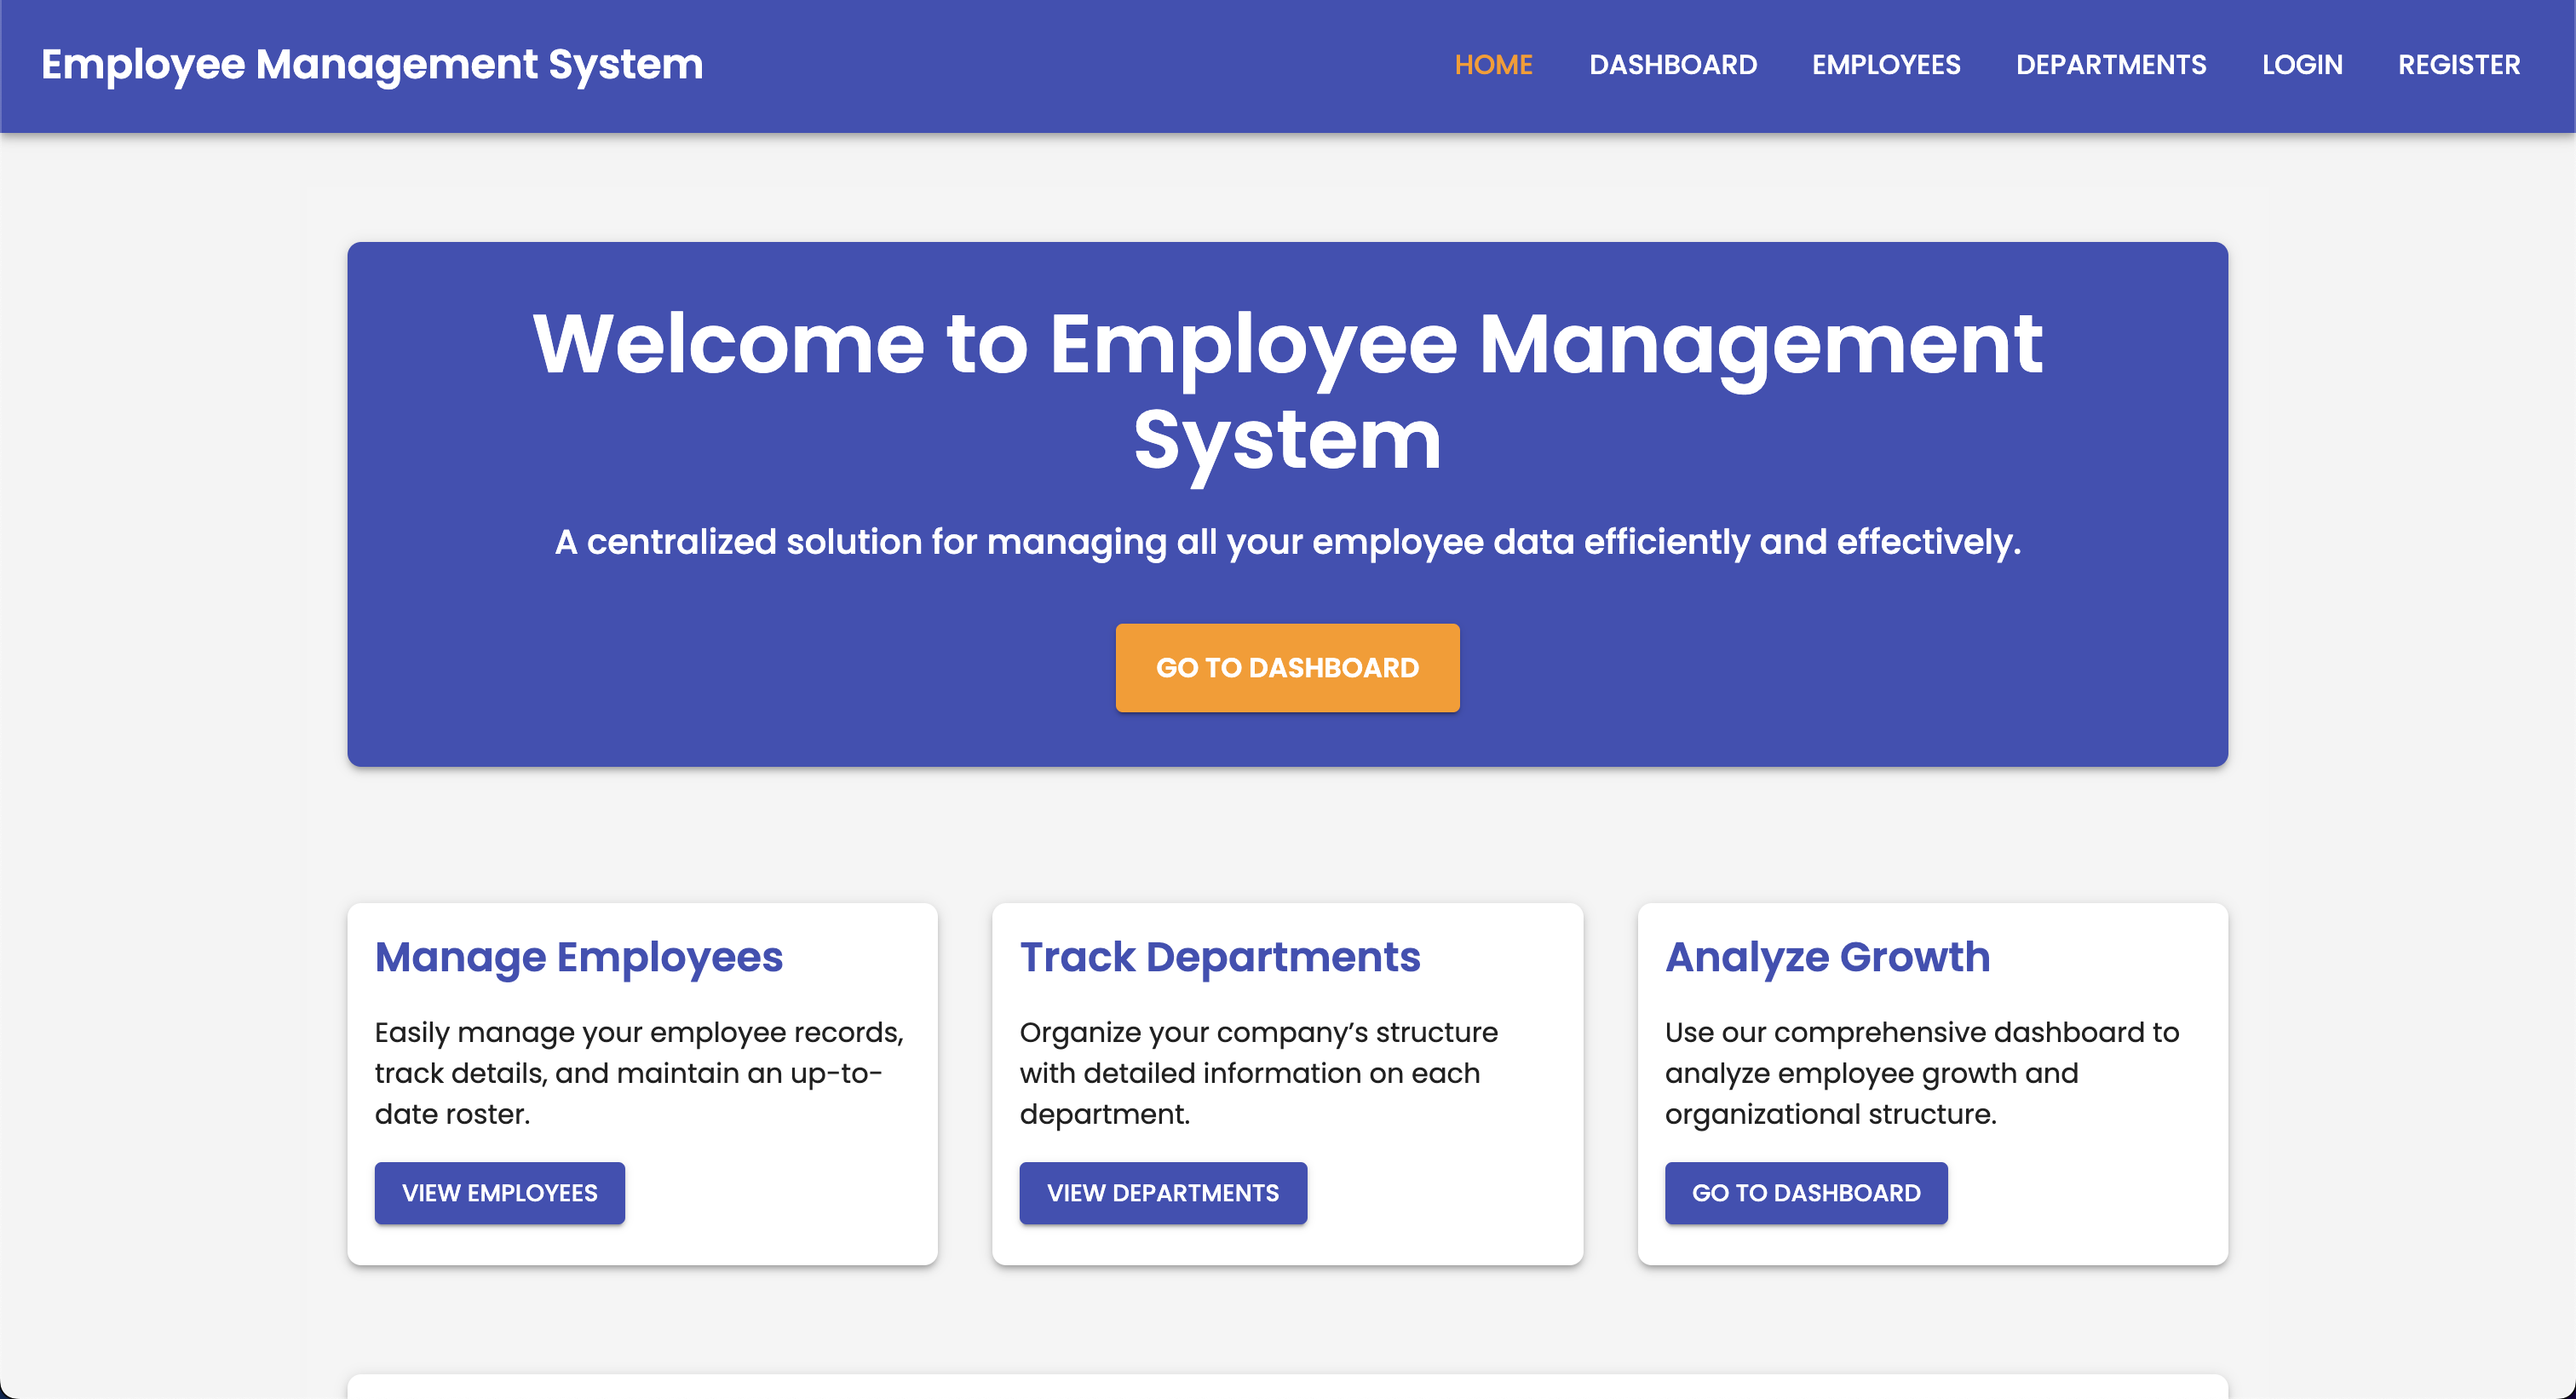 Employee Management System
HOME DASHBOARD EMPLOYEES DEPARTMENTS LOGIN REGISTER
Welcome to Employee Management
System
A centralized solution for managing all your employee data efficiently and effectively.
GO TO DASHBOARD
Manage Employees
Easily manage your employee records,
track details, and maintain an up-to-
date roster.
VIEW EMPLOYEES
Track Departments
Organize your company’s structure
with detailed information on each
department.
VIEW DEPARTMENTS
Analyze Growth
Use our comprehensive dashboard to
analyze employee growth and
organizational structure.
GO TO DASHBOARD